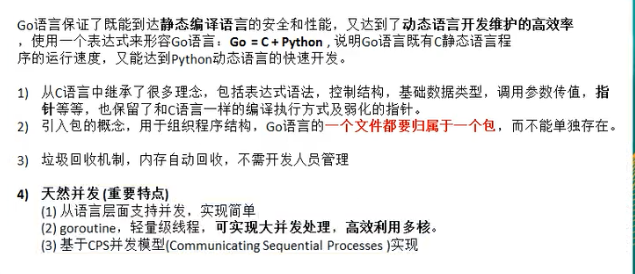 Go语言保证了既能到达静态编译语言的安全和性能，又达到了动态语言开发维护的高效率
，使用一个表达式来形容Go语言：Go = C + Python , 说明Go语言既有C静态语言程
序的运行速度，又能达到Python动态语言的快速开发。
1) 从C语言中继承了很多理念，包括表达式语法，控制结构，基础数据类型，调用参数传值，指
针等等，也保留了和C语言一样的编译执行方式及弱化的指针。
2) 引入包的概念，用于组织程序结构，Go语言的一个文件都要归属于一个包，而不能单独存在。
3) 垃圾回收机制，内存自动回收，不需开发人员管理
4) 天然并发 (重要特点)
(1) 从语言层面支持并发，实现简单
(2) goroutine，轻量级线程，可实现大并发处理，高效利用多核。
(3) 基于CPS并发模型(Communicating Sequential Processes )实现